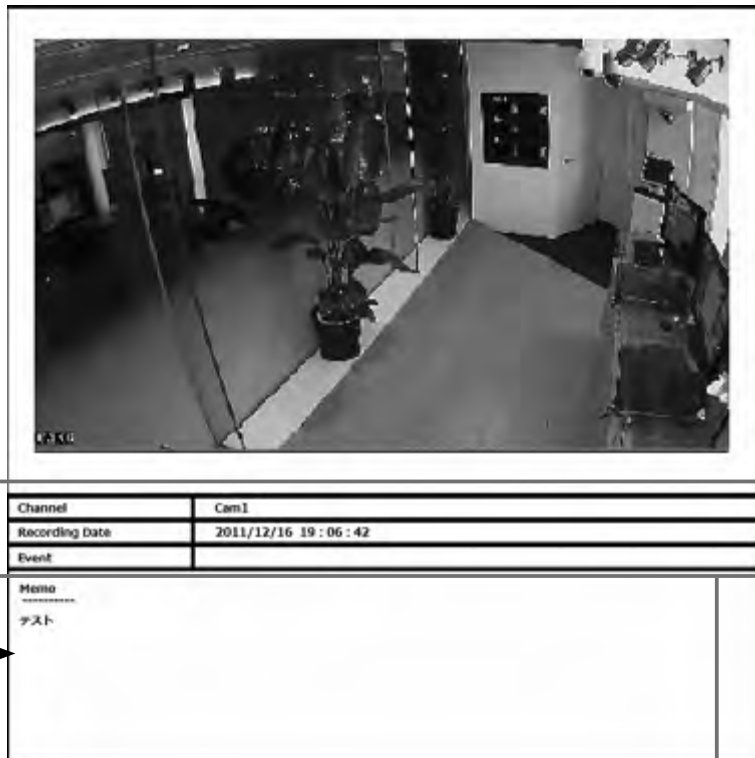 Channel Cam1
Recording Date 2011/12/16 19 : 06 : 42
Event
Memo
----------
テスト